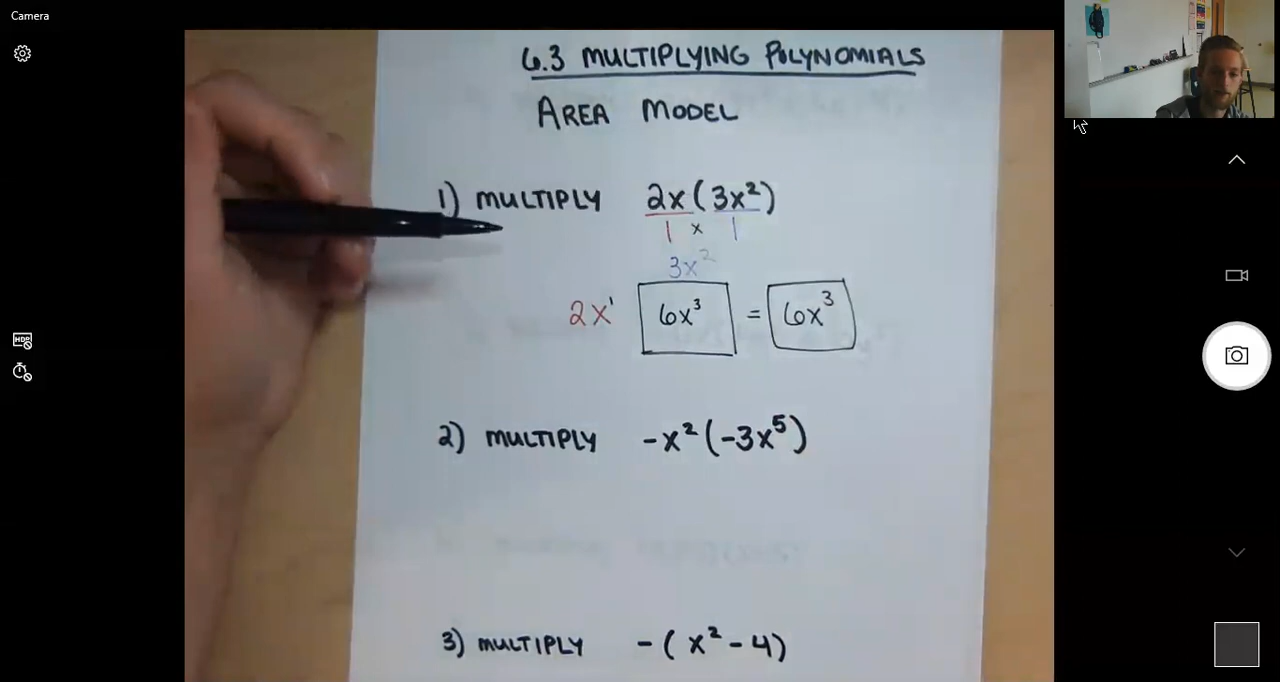 Camera
6.3 MULTIPLYING POLYNOMIALS
AREA MODEL
1) MULTIPLY 2x(3x²)
1 x 1
3x²
2x¹ 6x³ = 6x³
2) MULTIPLY -x²(-3x⁵)
3) MULTIPLY -(x²-4)